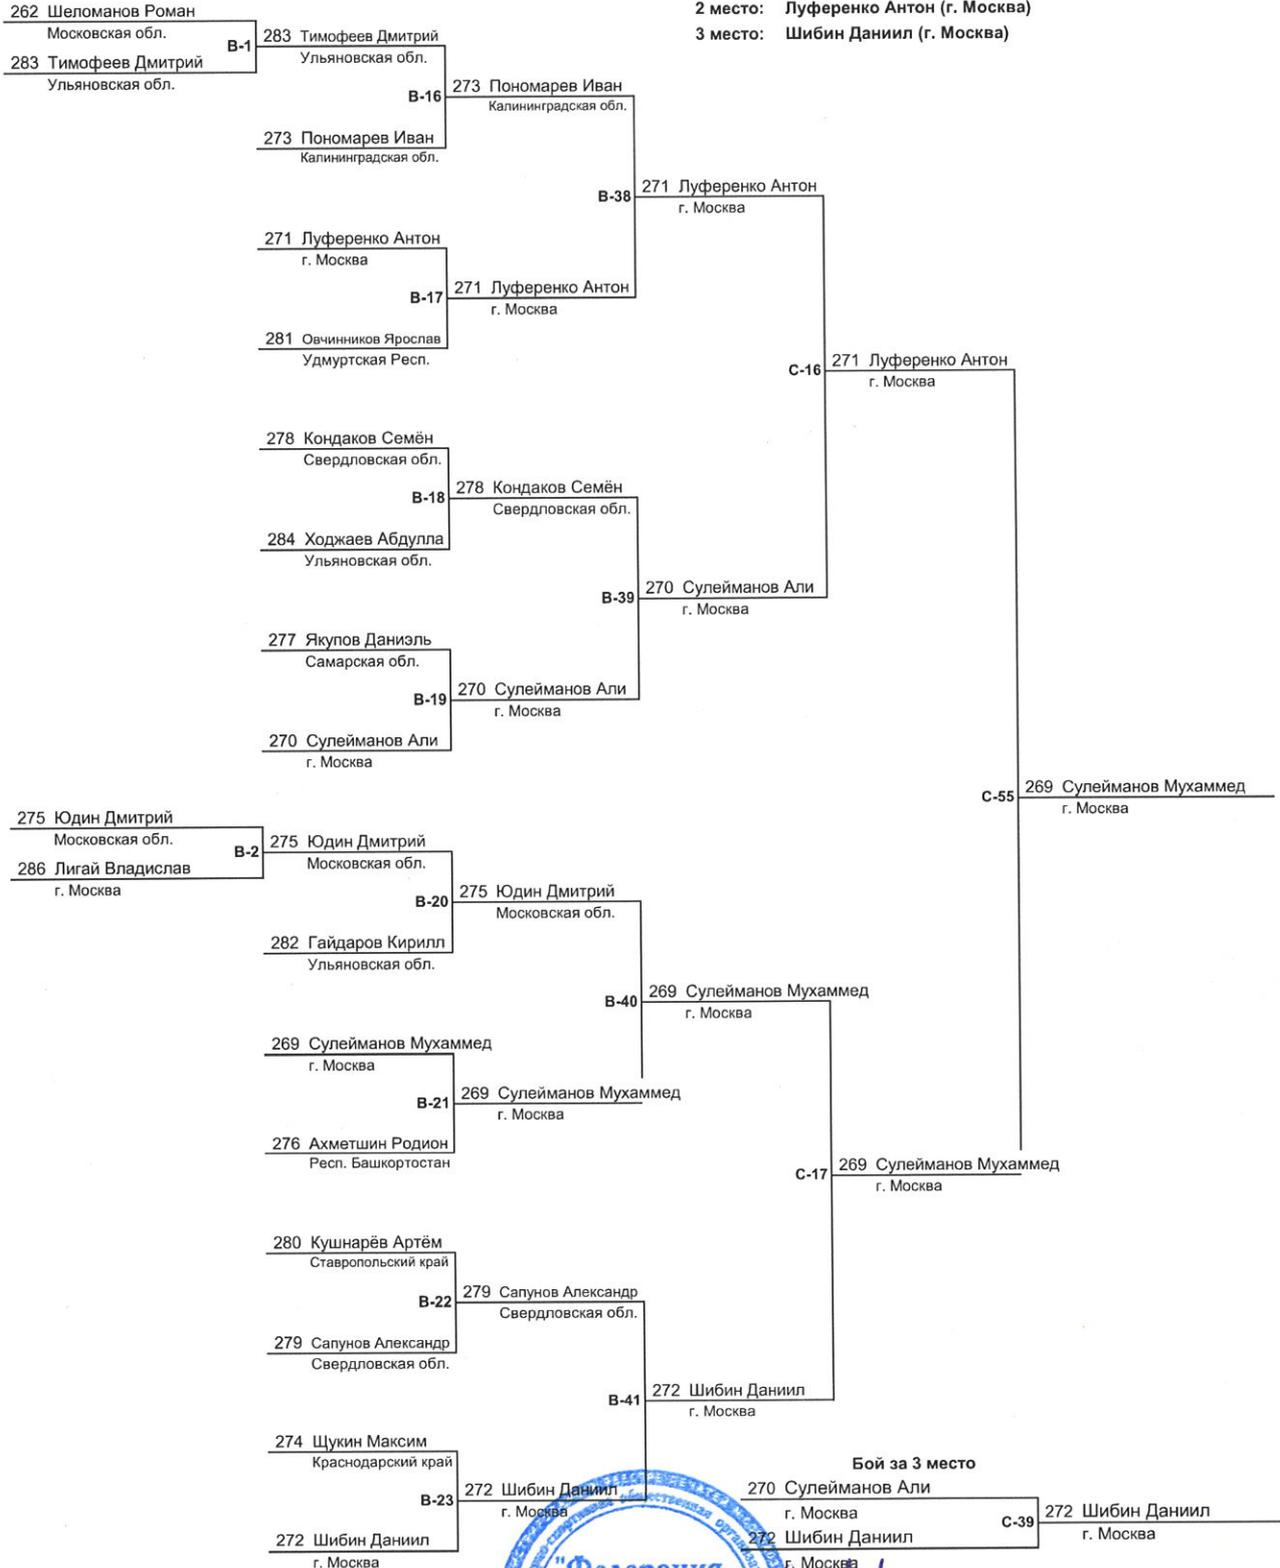 2 место: Луференко Антон (г. Москва)
3 место: Шибин Даниил (г. Москва)
262 Шеломанов Роман
Московская обл.
В-1
283 Тимофеев Дмитрий
Ульяновская обл.
283 Тимофеев Дмитрий
Ульяновская обл.
В-16
273 Пономарев Иван
Калининградская обл.
273 Пономарев Иван
Калининградская обл.
В-38
271 Луференко Антон
г. Москва
271 Луференко Антон
г. Москва
В-17
271 Луференко Антон
г. Москва
281 Овчинников Ярослав
Удмуртская Респ.
С-16
271 Луференко Антон
г. Москва
278 Кондаков Семён
Свердловская обл.
В-18
278 Кондаков Семён
Свердловская обл.
284 Ходжаев Абдулла
Ульяновская обл.
В-39
270 Сулейманов Али
г. Москва
277 Якупов Даниэль
Самарская обл.
В-19
270 Сулейманов Али
г. Москва
270 Сулейманов Али
г. Москва
С-55
269 Сулейманов Мухаммед
г. Москва
275 Юдин Дмитрий
Московская обл.
В-2
275 Юдин Дмитрий
Московская обл.
286 Лигай Владислав
г. Москва
В-20
275 Юдин Дмитрий
Московская обл.
282 Гайдаров Кирилл
Ульяновская обл.
В-40
269 Сулейманов Мухаммед
г. Москва
269 Сулейманов Мухаммед
г. Москва
В-21
269 Сулейманов Мухаммед
г. Москва
276 Ахметшин Родион
Респ. Башкортостан
С-17
269 Сулейманов Мухаммед
г. Москва
280 Кушнарёв Артём
Ставропольский край
В-22
279 Сапунов Александр
Свердловская обл.
279 Сапунов Александр
Свердловская обл.
В-41
272 Шибин Даниил
г. Москва
274 Щукин Максим
Краснодарский край
В-23
272 Шибин Даниил
г. Москва
272 Шибин Даниил
г. Москва
Бой за 3 место
270 Сулейманов Али
г. Москва
С-39
272 Шибин Даниил
г. Москва
272 Шибин Даниил
г. Москва
общественная
"Федерация